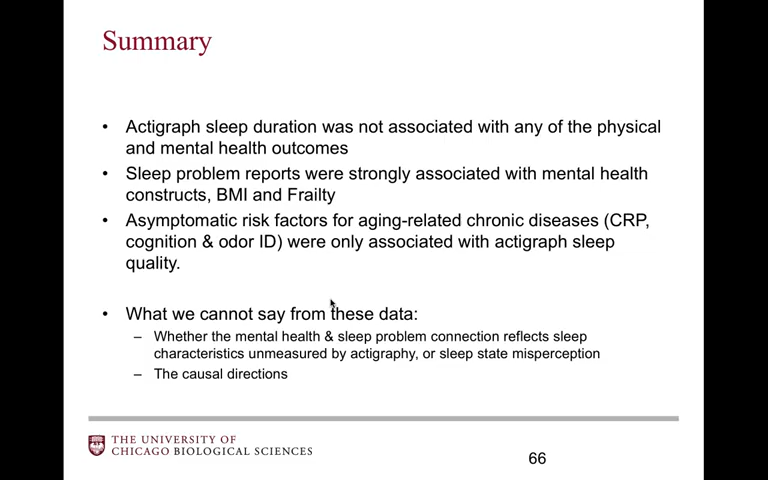 Summary
• Actigraph sleep duration was not associated with any of the physical
and mental health outcomes
• Sleep problem reports were strongly associated with mental health
constructs, BMI and Frailty
• Asymptomatic risk factors for aging-related chronic diseases (CRP,
cognition & odor ID) were only associated with actigraph sleep
quality.
• What we cannot say from these data:
– Whether the mental health & sleep problem connection reflects sleep
characteristics unmeasured by actigraphy, or sleep state misperception
– The causal directions
THE UNIVERSITY OF
CHICAGO BIOLOGICAL SCIENCES
66